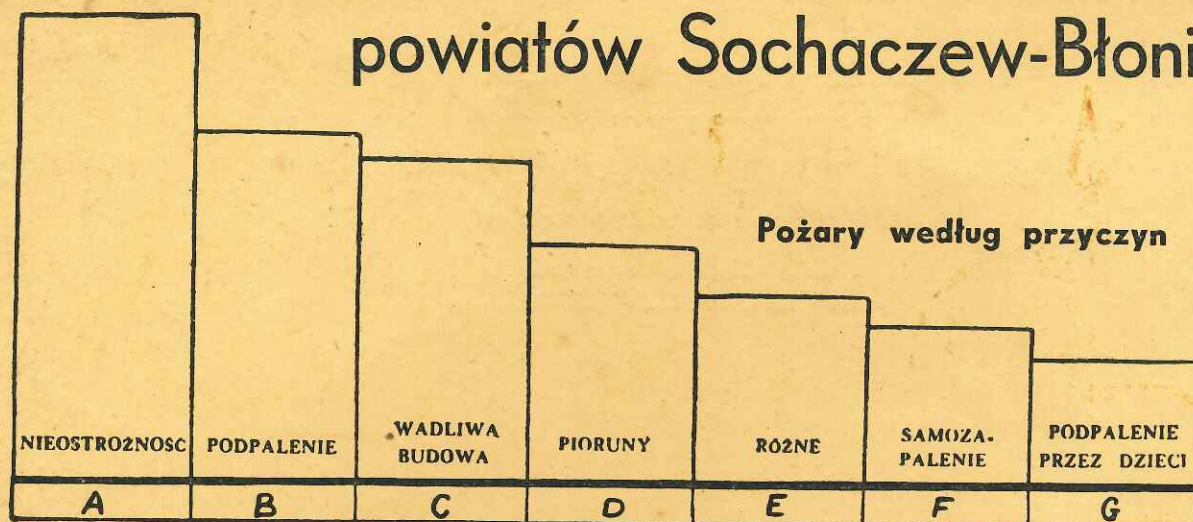 powiatów Sochaczew-Błoni
Pożary według przyczyn
NIEOSTROŻNOSC
PODPALENIE
WADLIWA
BUDOWA
PIORUNY
RÓŻNE
SAMOZA-
PALENIE
PODPALENIE
PRZEZ DZIECI
A B C D E F G